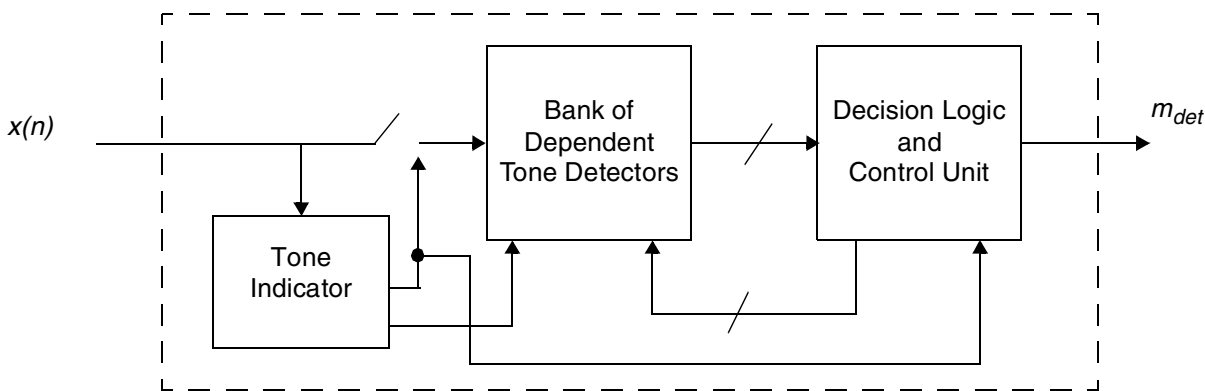 x(n)
Bank of
Dependent
Tone Detectors
Decision Logic
and
Control Unit
m_det
Tone
Indicator